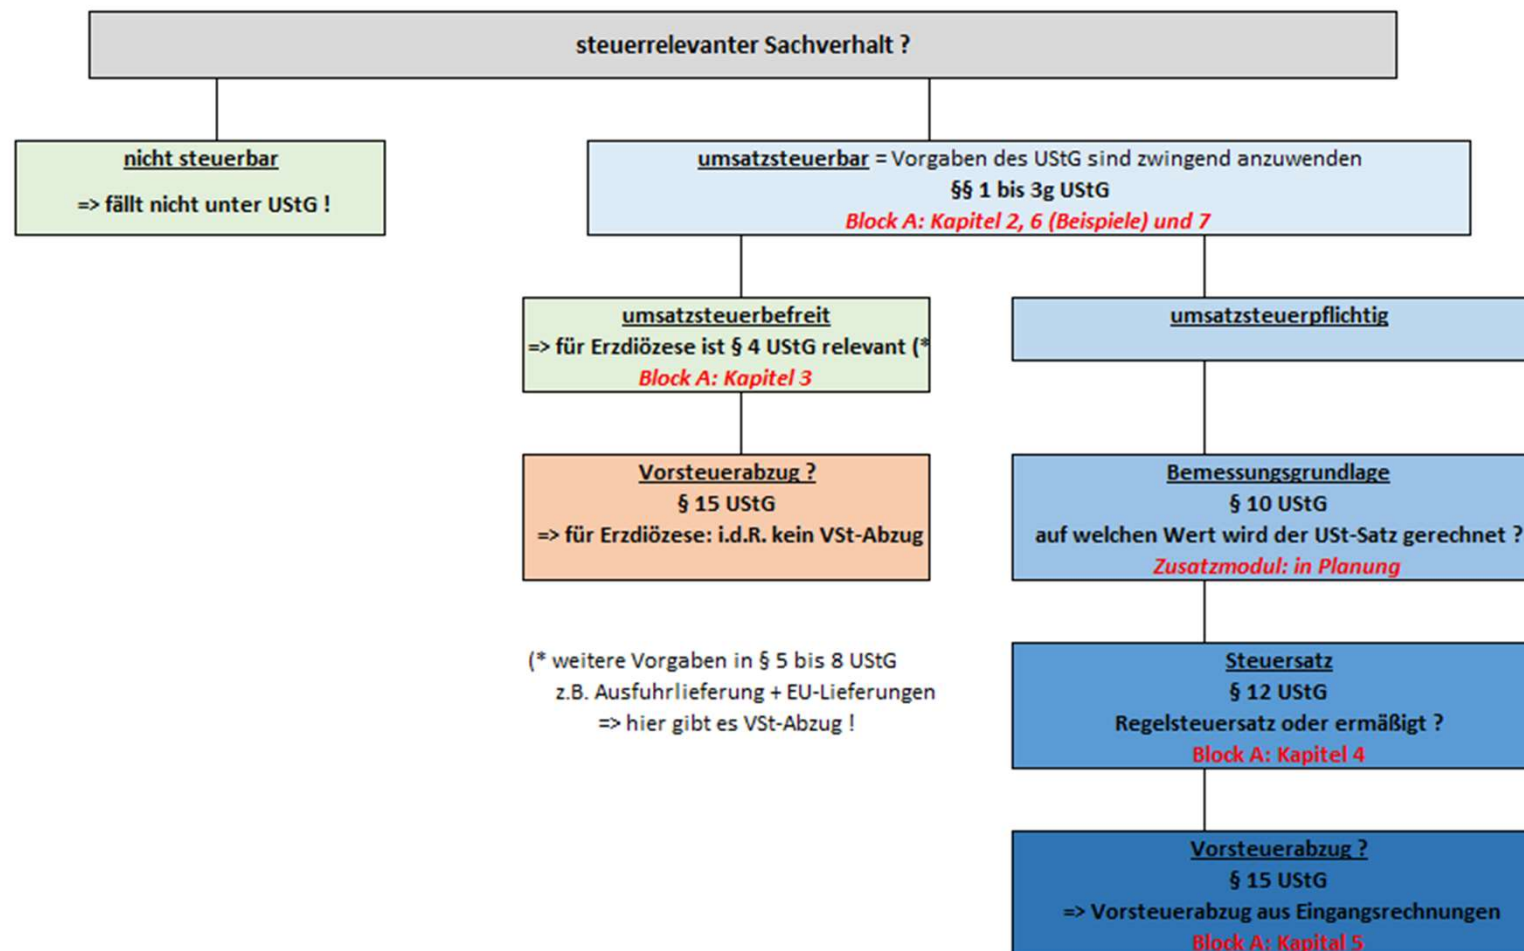 steuerrelevanter Sachverhalt ?
nicht steuerbar
=> fällt nicht unter UStG !
umsatzsteuerbar = Vorgaben des UStG sind zwingend anzuwenden
§§ 1 bis 3g UStG
Block A: Kapitel 2, 6 (Beispiele) und 7
umsatzsteuerbefreit
=> für Erzdiözese ist § 4 UStG relevant (*
Block A: Kapitel 3
umsatzsteuerpflichtig
Vorsteuerabzug ?
§ 15 UStG
=> für Erzdiözese: i.d.R. kein VSt-Abzug
Bemessungsgrundlage
§ 10 UStG
auf welchen Wert wird der USt-Satz gerechnet ?
Zusatzmodul: in Planung
(* weitere Vorgaben in § 5 bis 8 UStG
z.B. Ausfuhrlieferung + EU-Lieferungen
=> hier gibt es VSt-Abzug !
Steuersatz
§ 12 UStG
Regelsteuersatz oder ermäßigt ?
Block A: Kapitel 4
Vorsteuerabzug ?
§ 15 UStG
=> Vorsteuerabzug aus Eingangsrechnungen
Block A: Kapital 5